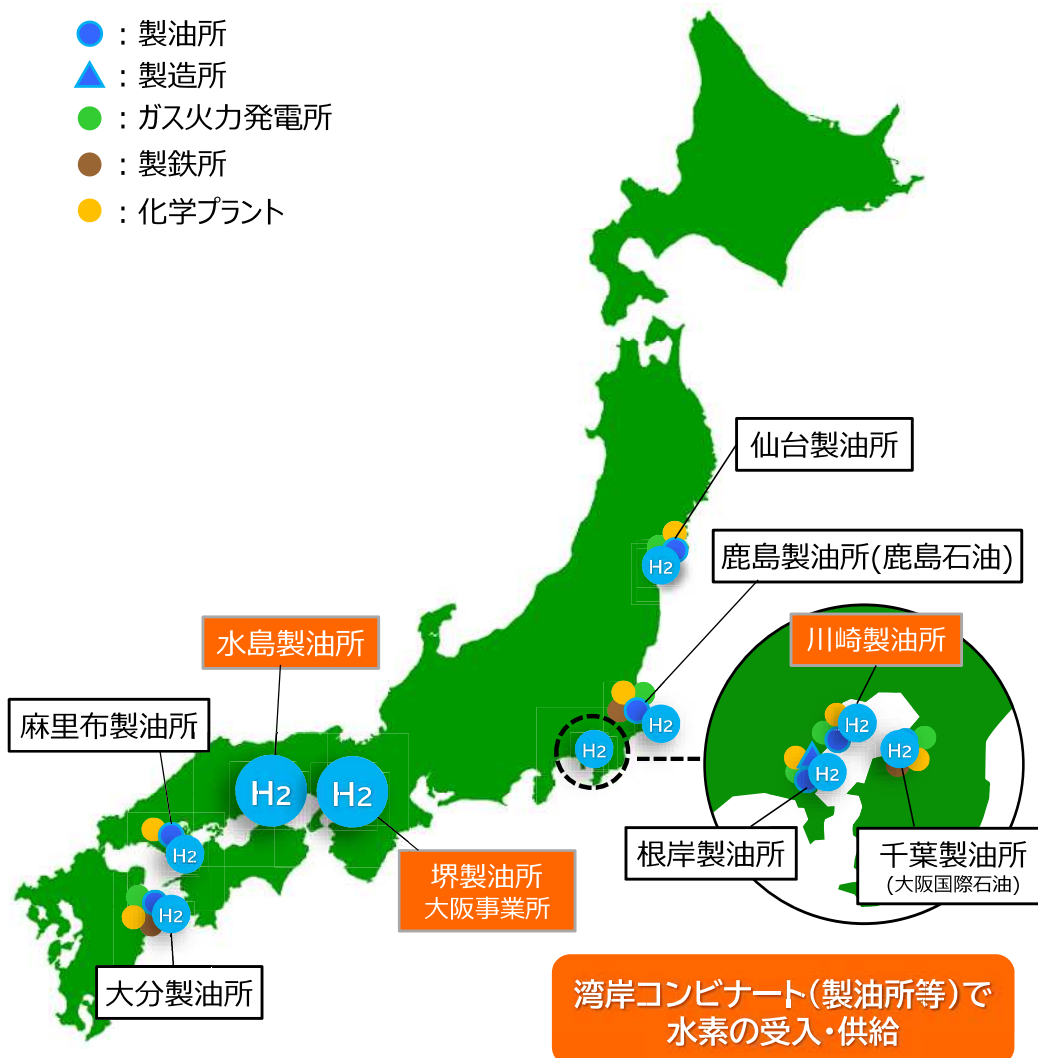 ：製油所
：製造所
：ガス火力発電所
：製鉄所
：化学プラント
仙台製油所
H2
鹿島製油所(鹿島石油)
水島製油所
川崎製油所
麻里布製油所
H2
H2
H2
H2
H2
H2
H2
H2
根岸製油所
千葉製油所
(大阪国際石油)
堺製油所
大阪事業所
H2
大分製油所
湾岸コンビナート(製油所等)で
水素の受入・供給